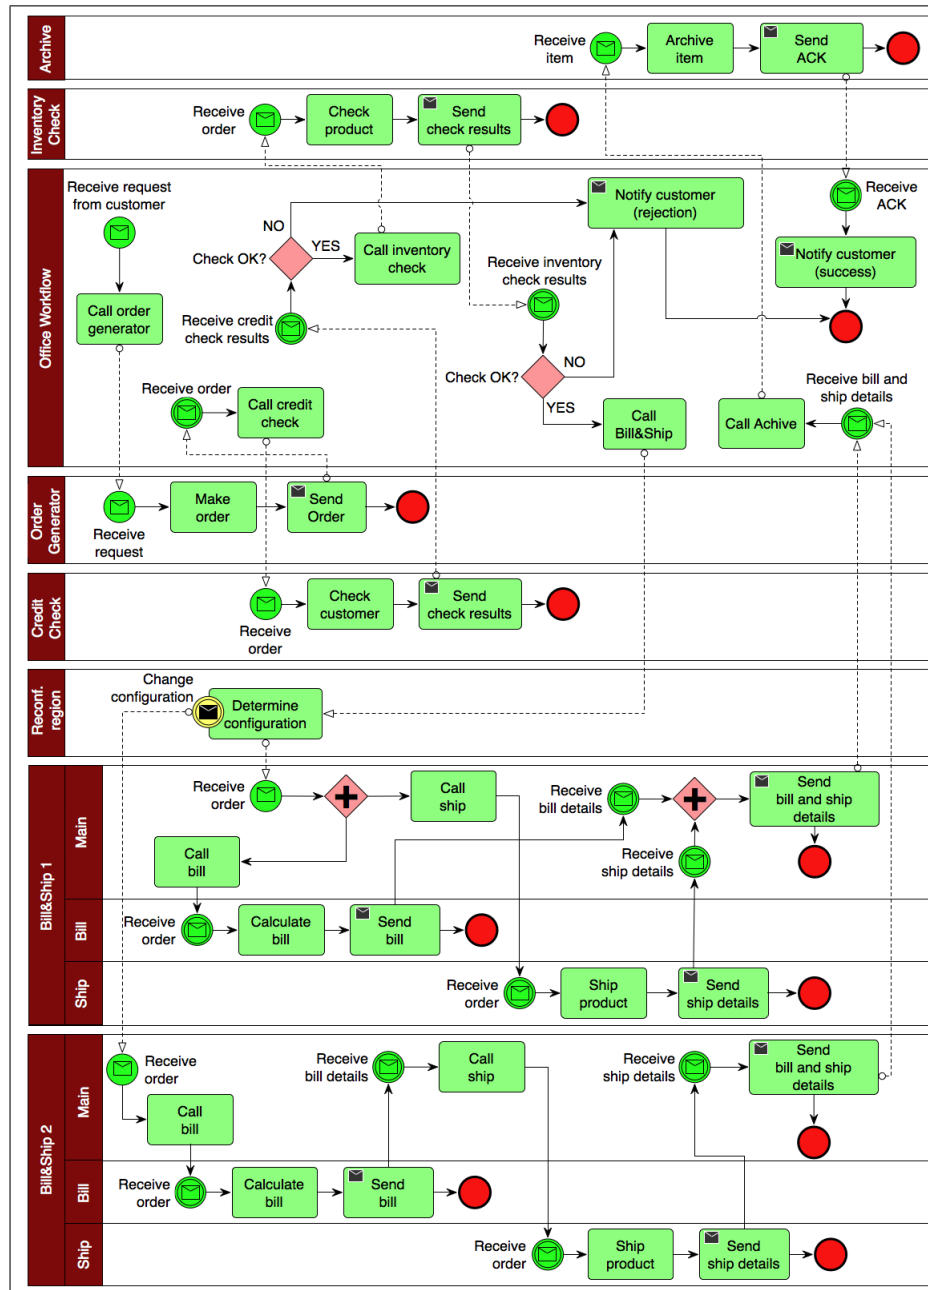 Archive
Receive
item
Archive
item
Send
ACK
Inventory
Check
Receive
order
Check
product
Send
check results
Office Workflow
Receive request
from customer
Call order
generator
NO
Check OK?
YES
Call inventory
check
Receive credit
check results
Receive order
Call credit
check
Notify customer
(rejection)
Receive inventory
check results
Check OK?
NO
YES
Call
Bill&Ship
Receive
ACK
Notify customer
(success)
Receive bill and
ship details
Call Achive
Order
Generator
Receive
request
Make
order
Send
Order
Credit
Check
Receive
order
Check
customer
Send
check results
Reconf.
region
Change
configuration
Determine
configuration
Bill&Ship 1
Main
Receive
order
Call
ship
Call
bill
Receive
bill details
Receive
ship details
Send
bill and ship
details
Bill
Receive
order
Calculate
bill
Send
bill
Ship
Receive
order
Ship
product
Send
ship details
Bill&Ship 2
Main
Receive
order
Call
bill
Receive
bill details
Call
ship
Receive
ship details
Send
bill and ship
details
Bill
Receive
order
Calculate
bill
Send
bill
Ship
Receive
order
Ship
product
Send
ship details